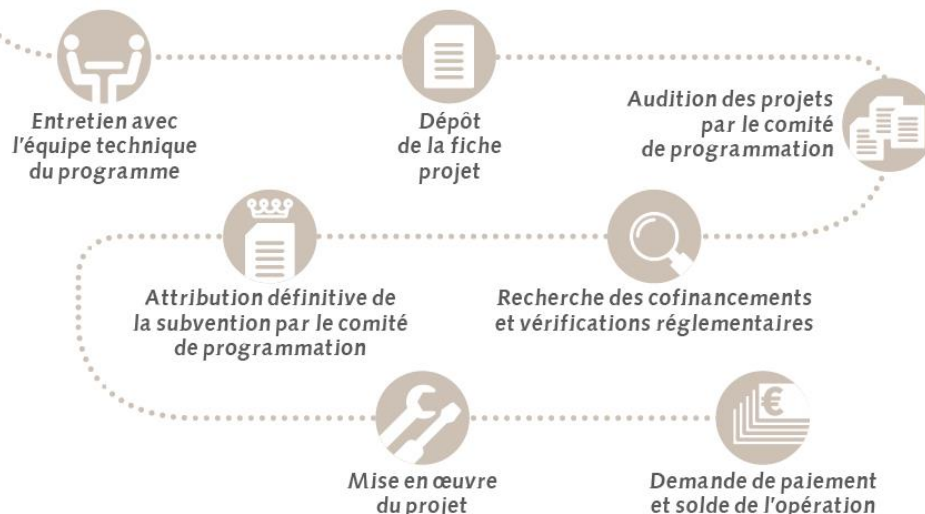 Entretien avec
l'équipe technique
du programme
Dépôt
de la fiche
projet
Audition des projets
par le comité
de programmation
Recherche des cofinancements
et vérifications réglementaires
Attribution définitive de
la subvention par le comité
de programmation
Mise en œuvre
du projet
Demande de paiement
et solde de l'opération
€